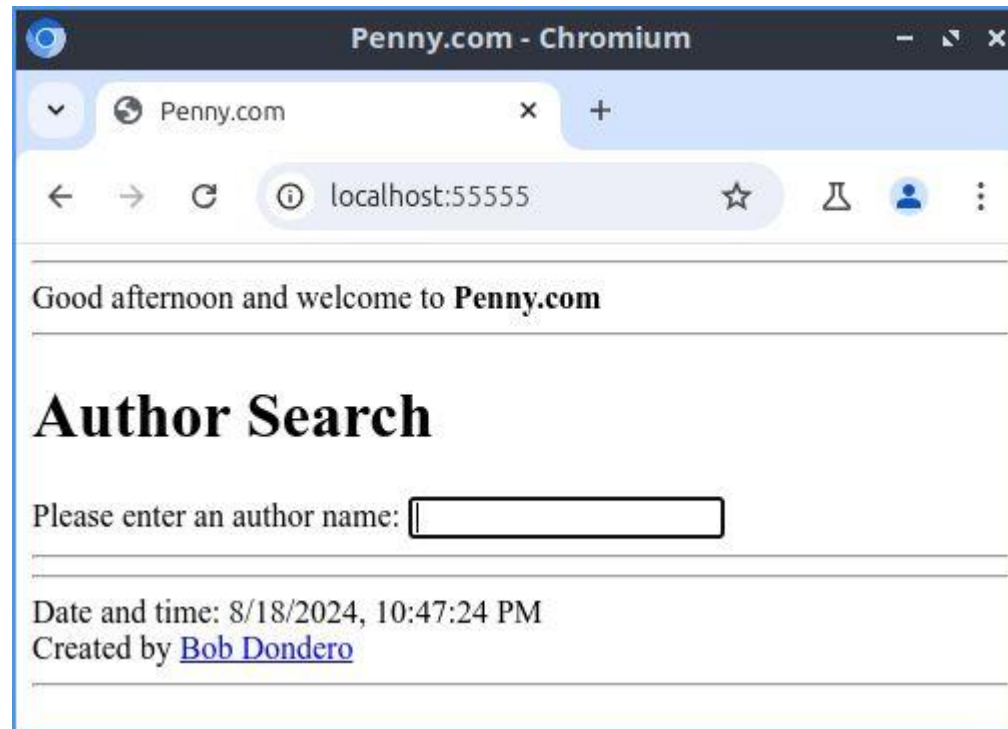 Penny.com - Chromium
Penny.com
localhost:55555
Good afternoon and welcome to Penny.com
Author Search
Please enter an author name:
Date and time: 8/18/2024, 10:47:24 PM
Created by Bob Dondero